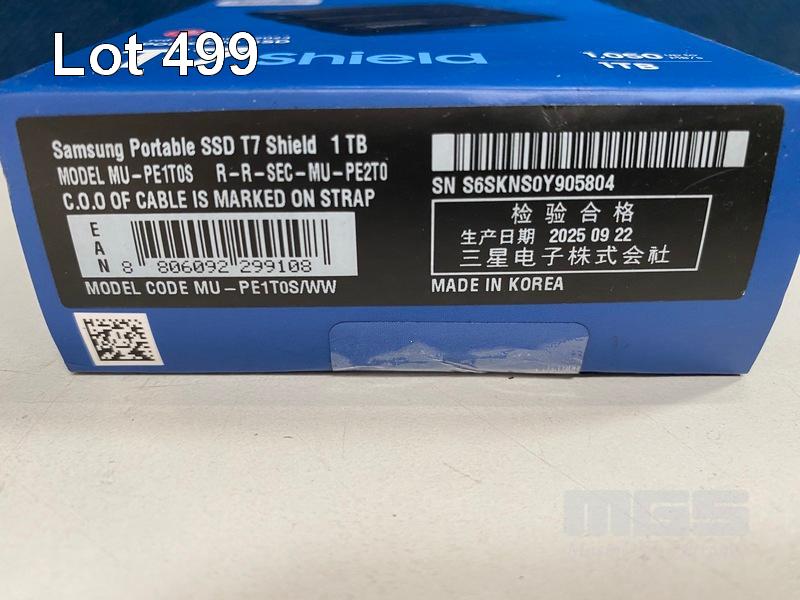 Lot 499
Shield
1,050
1TB
Samsung Portable SSD T7 Shield 1 TB
MODEL MU-PE1T0S R-R-SEC-MU-PE2T0
C.O.O OF CABLE IS MARKED ON STRAP
EAN
8 806092 299108
MODEL CODE MU-PE1T0S/WW
SN S6SKNS0Y905804
检验合格
生产日期 2025 09 22
三星电子株式会社
MADE IN KOREA
MGS